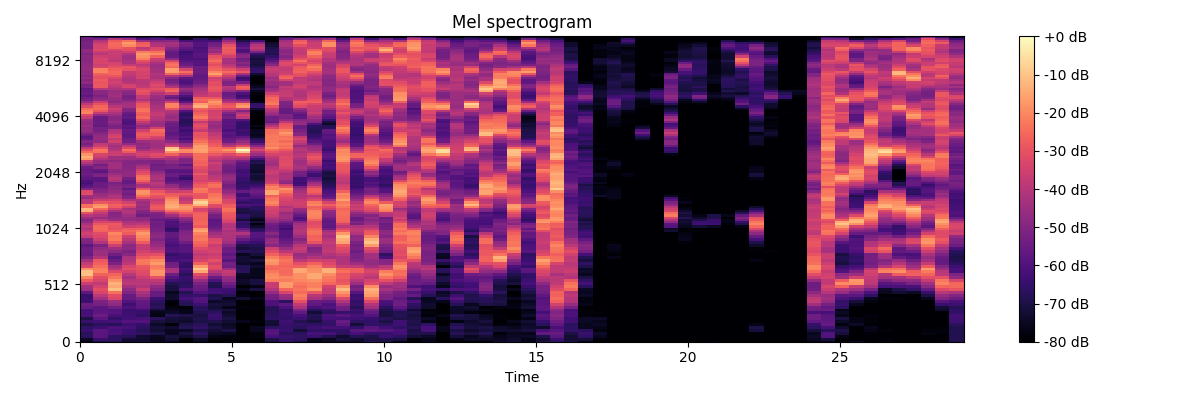 Mel spectrogram
+0 dB
-10 dB
-20 dB
-30 dB
-40 dB
-50 dB
-60 dB
-70 dB
-80 dB
8192
4096
2048
1024
512
0
Hz
0 5 10 15 20 25
Time